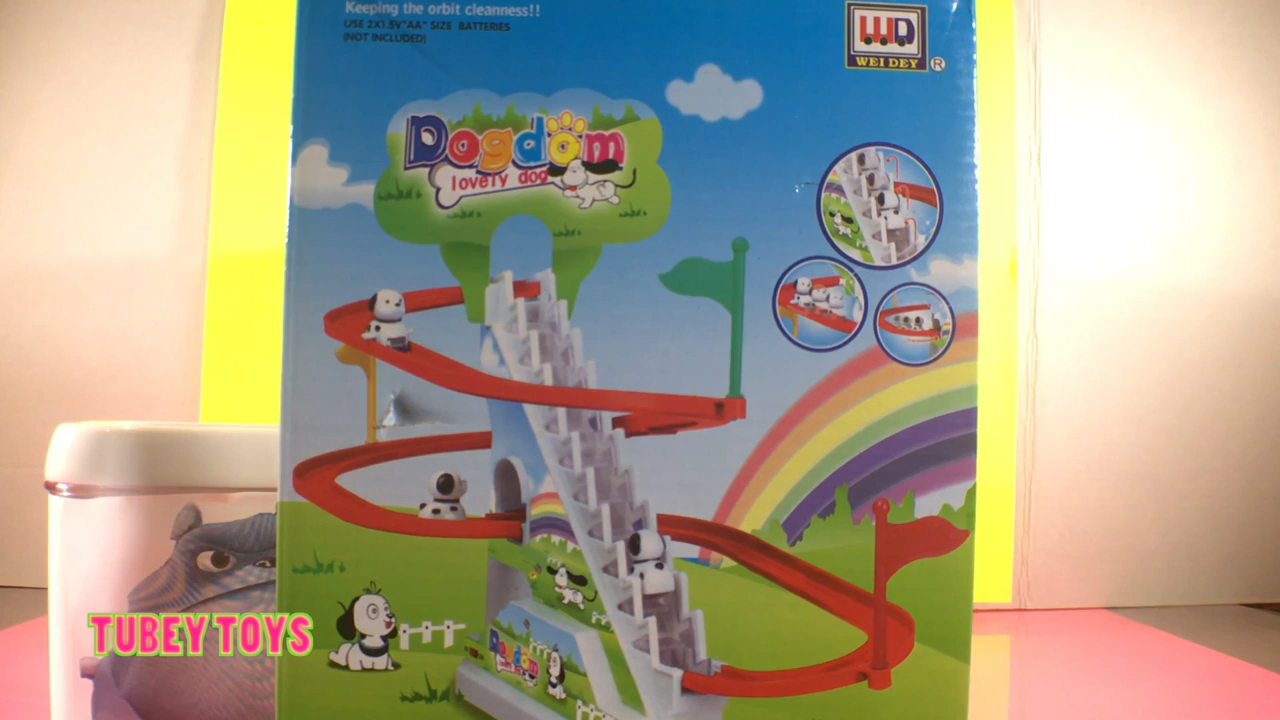 Keeping the orbit cleanness!!
USE 2X1.5V"AA" SIZE BATTERIES
(NOT INCLUDED)
WD
WEI DEY ®
Dogdom
lovely dog
Dogdom
TUBEY TOYS